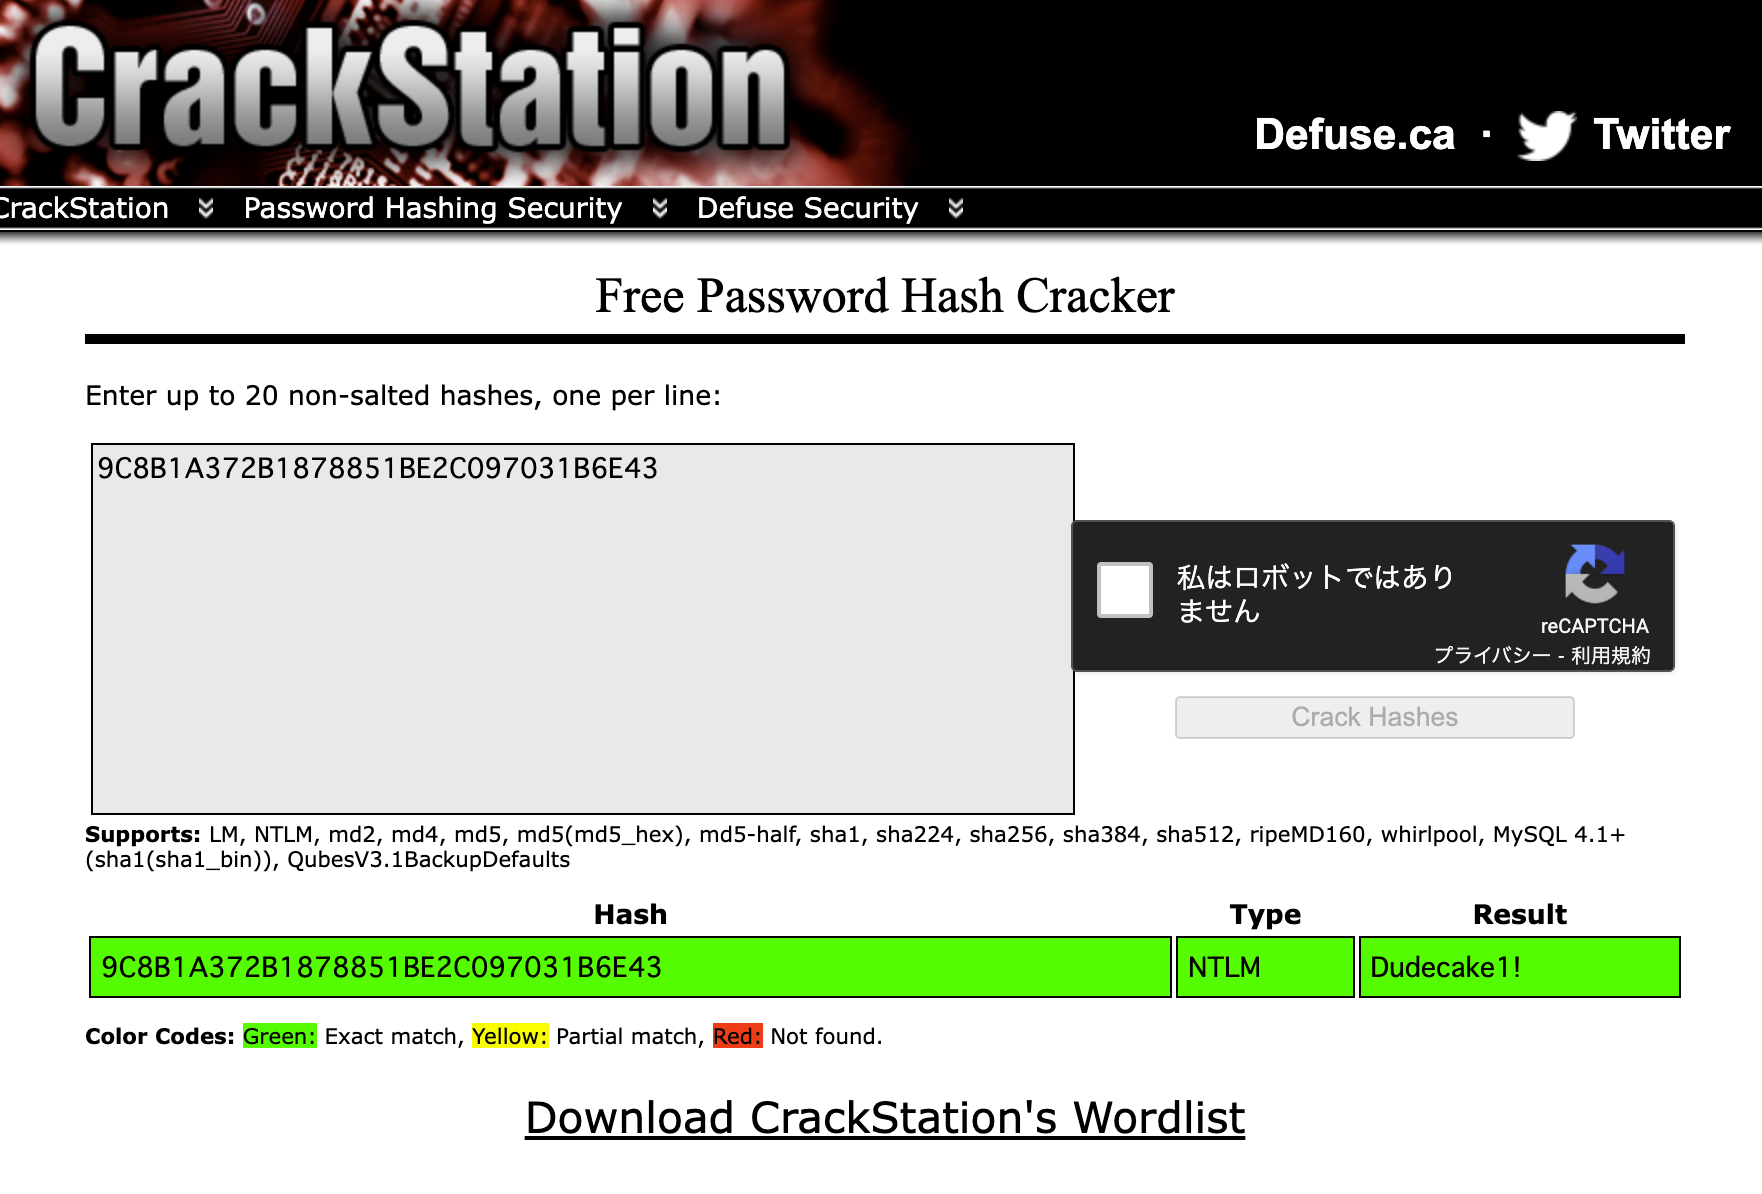 CrackStation
Defuse.ca · Twitter
CrackStation Password Hashing Security Defuse Security
Free Password Hash Cracker
Enter up to 20 non-salted hashes, one per line:
9C8B1A372B1878851BE2C097031B6E43
私はロボットではあり
ません
reCAPTCHA
プライバシー - 利用規約
Crack Hashes
Supports: LM, NTLM, md2, md4, md5, md5(md5_hex), md5-half, sha1, sha224, sha256, sha384, sha512, ripeMD160, whirlpool, MySQL 4.1+
(sha1(sha1_bin)), QubesV3.1BackupDefaults
Hash Type Result
9C8B1A372B1878851BE2C097031B6E43 NTLM Dudecake1!
Color Codes: Green: Exact match, Yellow: Partial match, Red: Not found.
Download CrackStation's Wordlist